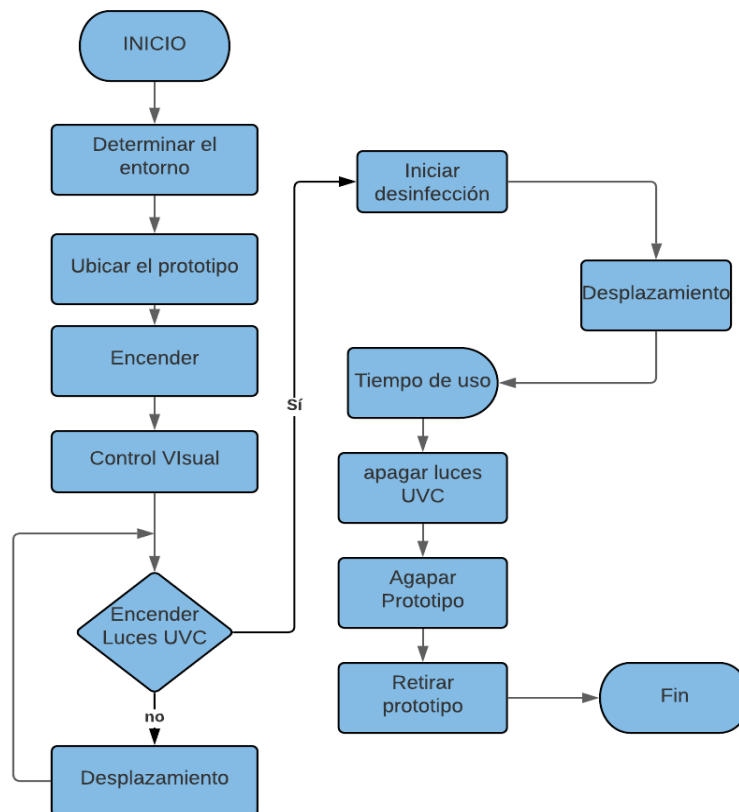 INICIO
Determinar el
entorno
Ubicar el prototipo
Encender
Control VIsual
Encender
Luces UVC
no
Desplazamiento
Sí
Iniciar
desinfección
Desplazamiento
Tiempo de uso
apagar luces
UVC
Agapar
Prototipo
Retirar
prototipo
Fin